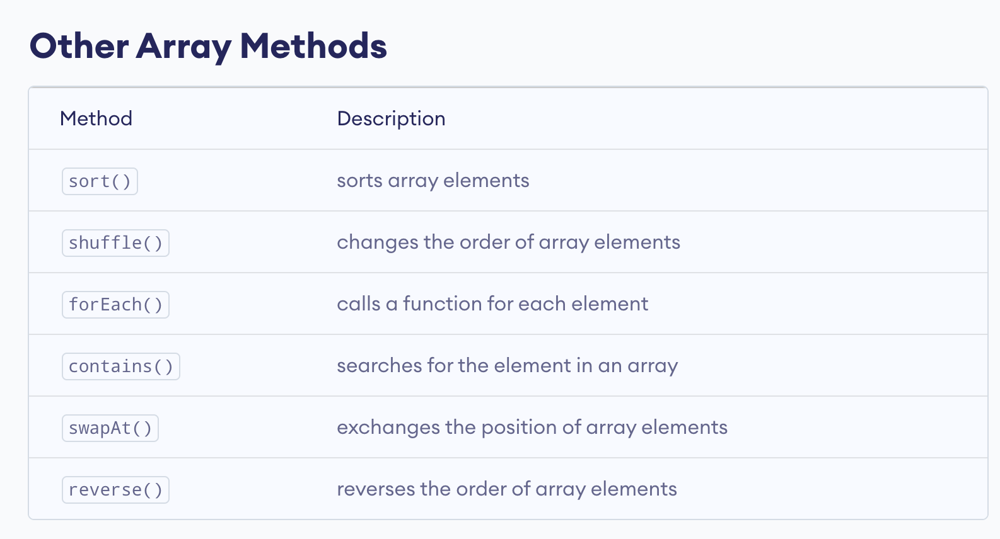 Other Array Methods
Method Description
sort() sorts array elements
shuffle() changes the order of array elements
forEach() calls a function for each element
contains() searches for the element in an array
swapAt() exchanges the position of array elements
reverse() reverses the order of array elements